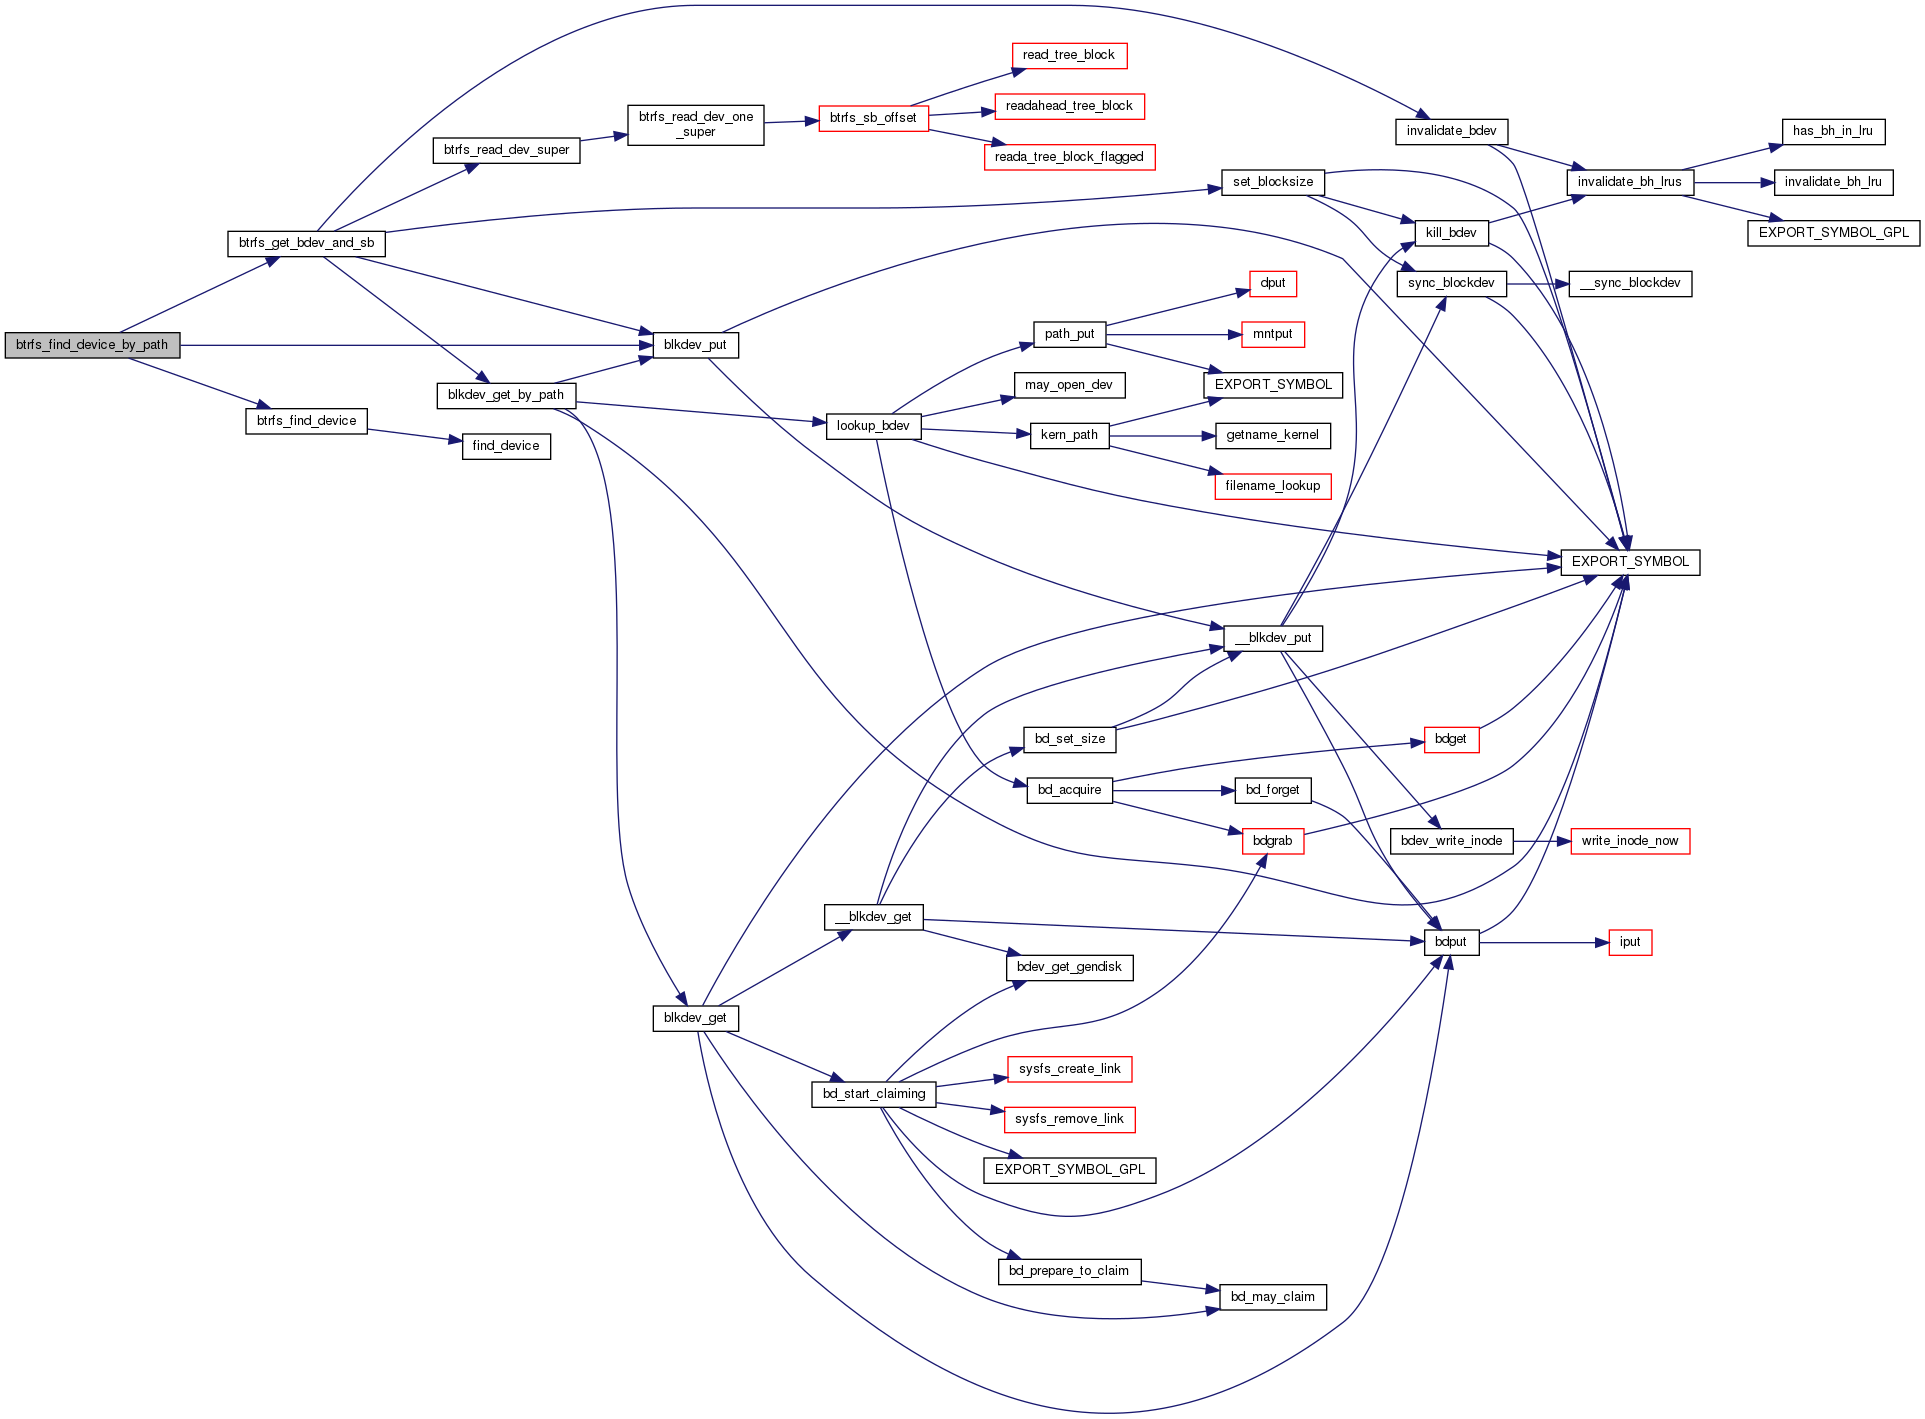 read_tree_block
readahead_tree_block
btrfs_read_dev_one
_super
btrfs_sb_offset
reada_tree_block_flagged
btrfs_read_dev_super
invalidate_bdev
has_bh_in_lru
set_blocksize
invalidate_bh_lrus
invalidate_bh_lru
btrfs_get_bdev_and_sb
kill_bdev
EXPORT_SYMBOL_GPL
dput
sync_blockdev
__sync_blockdev
btrfs_find_device_by_path
blkdev_put
path_put
mntput
blkdev_get_by_path
may_open_dev
EXPORT_SYMBOL
btrfs_find_device
lookup_bdev
find_device
kern_path
getname_kernel
filename_lookup
EXPORT_SYMBOL
__blkdev_put
bd_set_size
bdget
bd_acquire
bd_forget
bdgrab
bdev_write_inode
write_inode_now
__blkdev_get
bdput
iput
bdev_get_gendisk
blkdev_get
sysfs_create_link
bd_start_claiming
sysfs_remove_link
EXPORT_SYMBOL_GPL
bd_prepare_to_claim
bd_may_claim